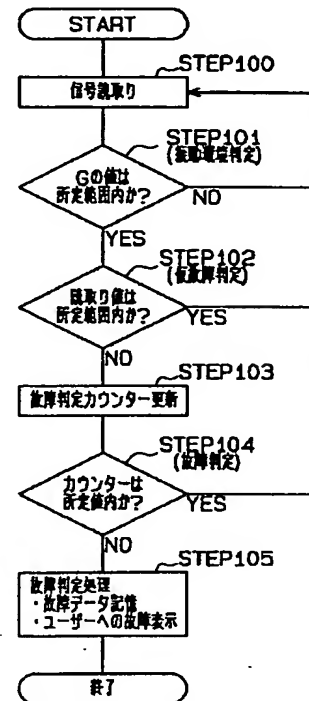 START
STEP100
信号読取り
STEP101
(振動環境判定)
Gの値は
所定範囲内か?
NO
YES
STEP102
(仮故障判定)
読取り値は
所定範囲内か?
YES
NO
STEP103
故障判定カウンター更新
STEP104
(故障判定)
カウンターは
所定値内か?
YES
NO
STEP105
故障判定処理
・故障データ記憶
・ユーザーへの故障表示
終了